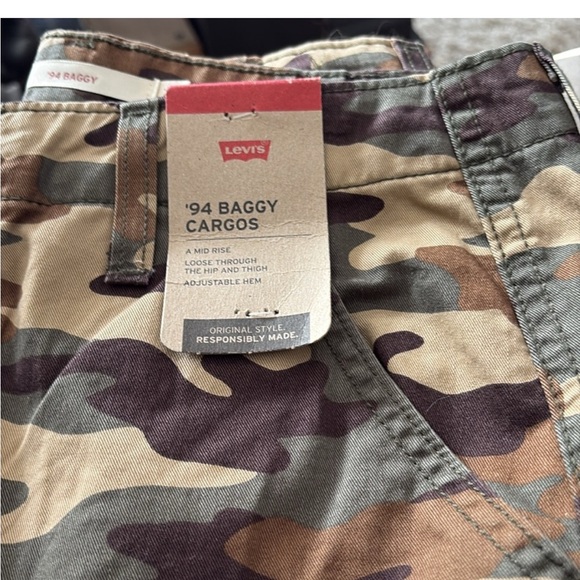 '94 BAGGY
Levi's
'94 BAGGY
CARGOS
A MID RISE
LOOSE THROUGH
THE HIP AND THIGH
ADJUSTABLE HEM
ORIGINAL STYLE.
RESPONSIBLY MADE.